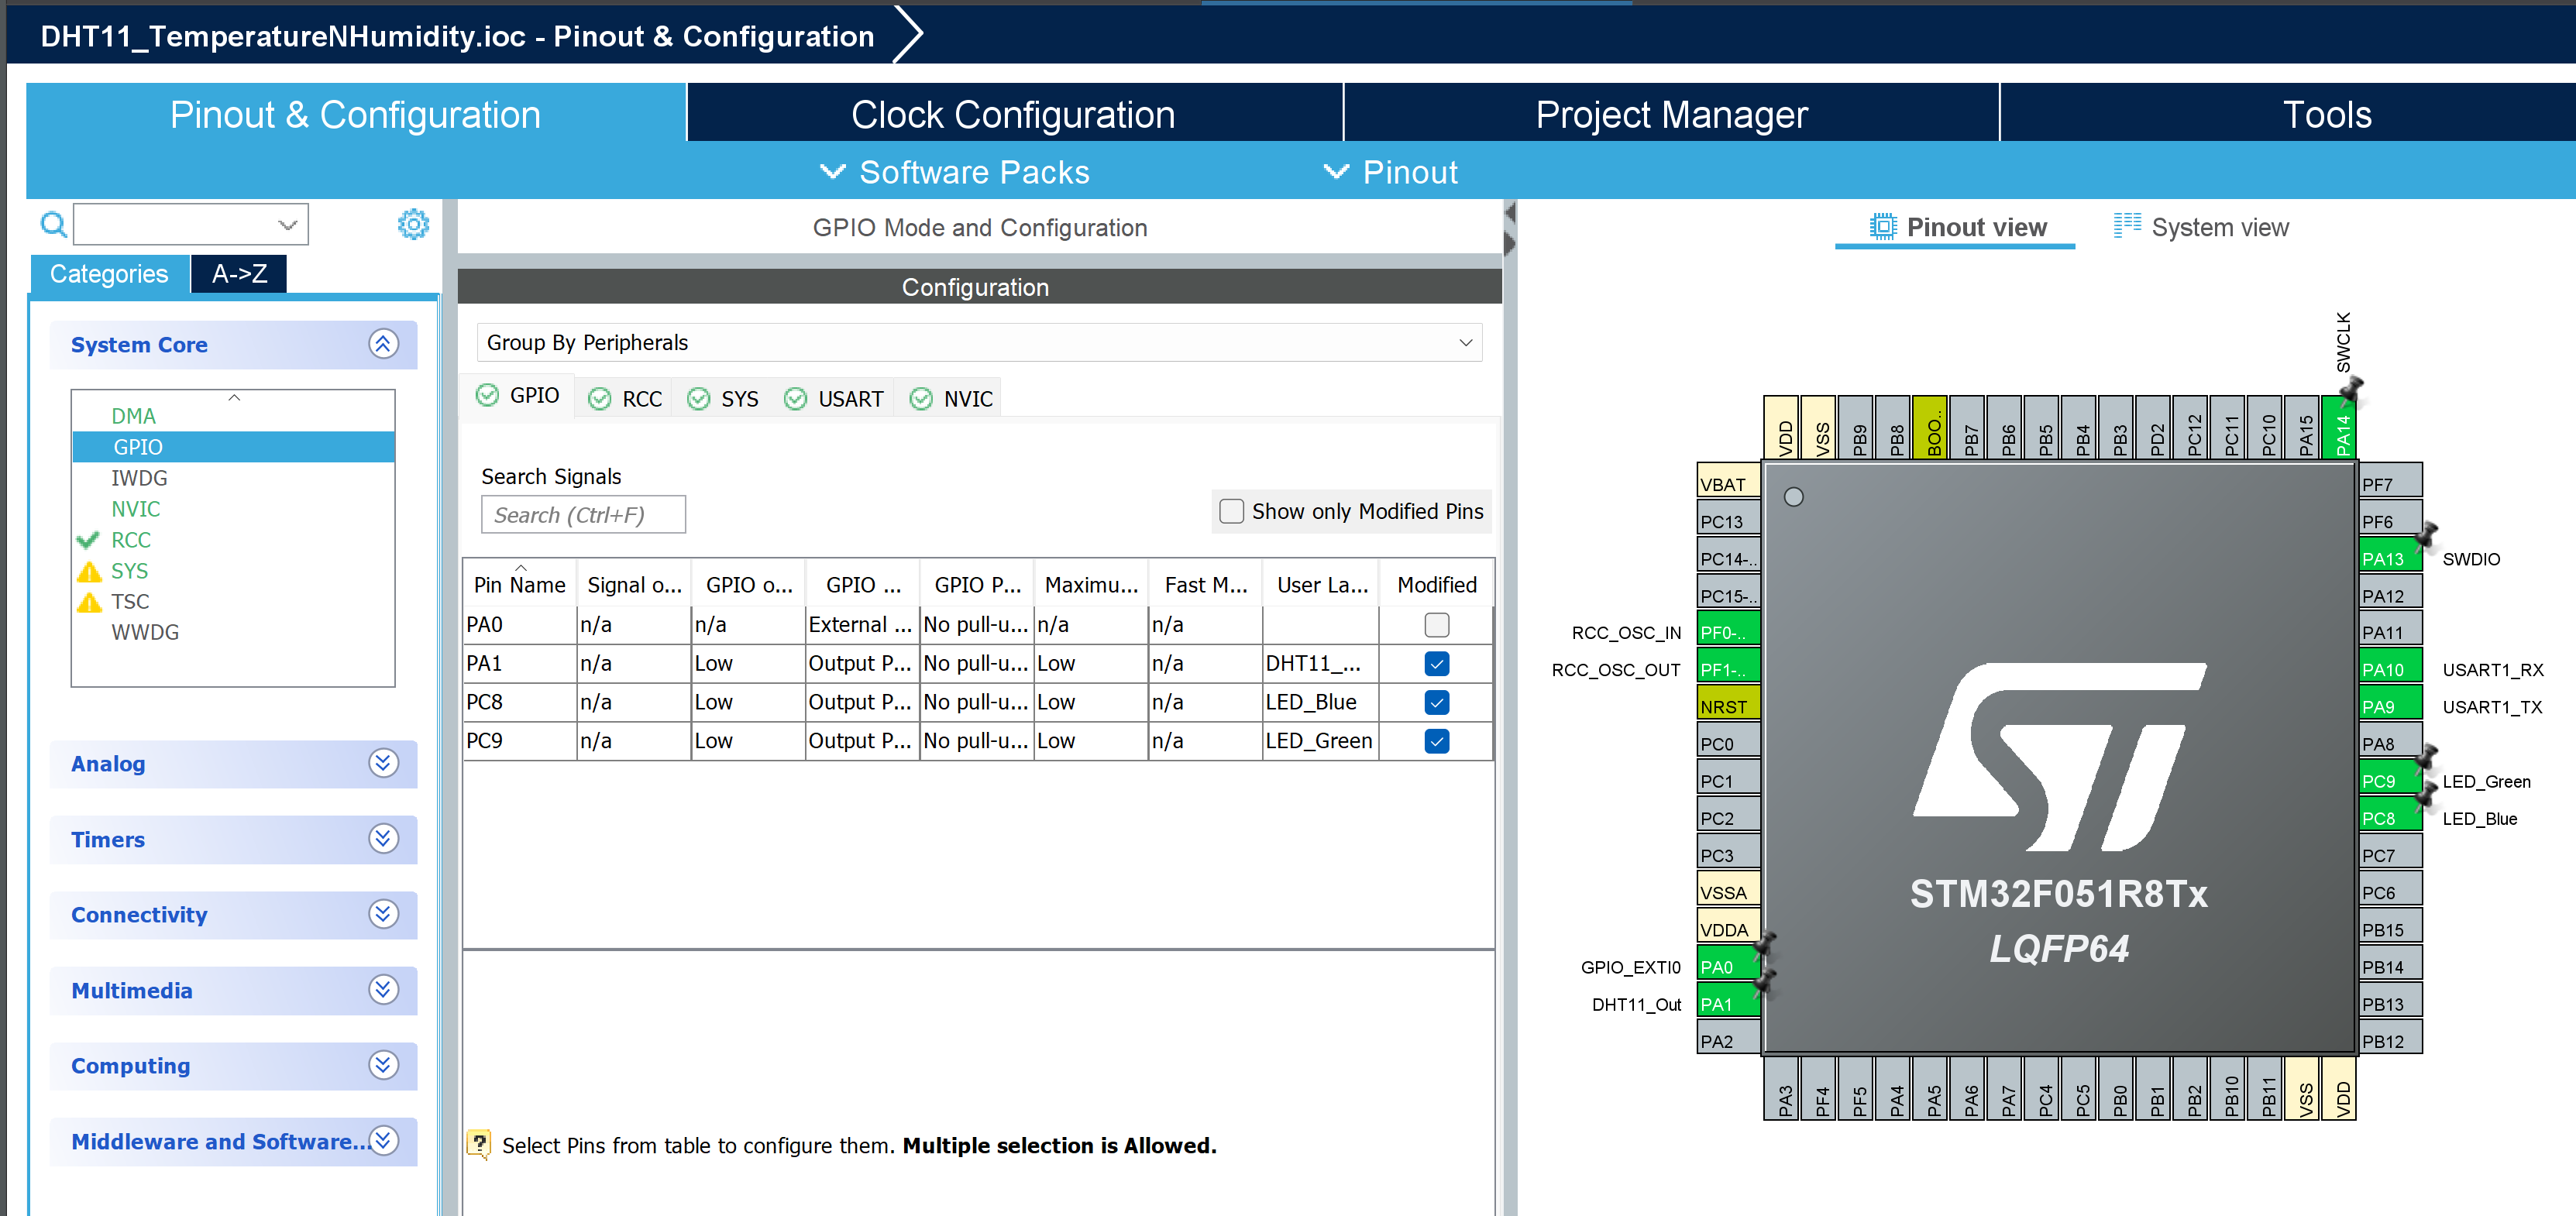 DHT11_TemperatureNHumidity.ioc - Pinout & Configuration
Pinout & Configuration
Clock Configuration
Project Manager
Tools
Software Packs
Pinout
Categories
A->Z
System Core
DMA
GPIO
IWDG
NVIC
RCC
SYS
TSC
WWDG
Analog
Timers
Connectivity
Multimedia
Computing
Middleware and Software...
GPIO Mode and Configuration
Configuration
Group By Peripherals
GPIO RCC SYS USART NVIC
Search Signals
Search (Ctrl+F)
Show only Modified Pins
Pin Name Signal o... GPIO o... GPIO ... GPIO P... Maximu... Fast M... User La... Modified
PA0 n/a n/a External ... No pull-u... n/a n/a
PA1 n/a Low Output P... No pull-u... Low n/a DHT11_...
PC8 n/a Low Output P... No pull-u... Low n/a LED_Blue
PC9 n/a Low Output P... No pull-u... Low n/a LED_Green
? Select Pins from table to configure them. Multiple selection is Allowed.
Pinout view
System view
SWCLK
VDD VSS PB9 PB8 BOO.. PB7 PB6 PB5 PB4 PB3 PD2 PC12 PC11 PC10 PA15 PA14
VBAT
PC13
PC14-..
PC15-..
RCC_OSC_IN PF0-..
RCC_OSC_OUT PF1-..
NRST
PC0
PC1
PC2
PC3
VSSA
VDDA
GPIO_EXTI0 PA0
DHT11_Out PA1
PA2
ST
STM32F051R8Tx
LQFP64
PF7
PF6
PA13 SWDIO
PA12
PA11
PA10 USART1_RX
PA9 USART1_TX
PA8
PC9 LED_Green
PC8 LED_Blue
PC7
PC6
PB15
PB14
PB13
PB12
PA3 PF4 PF5 PA4 PA5 PA6 PA7 PC4 PC5 PB0 PB1 PB2 PB10 PB11 VSS VDD